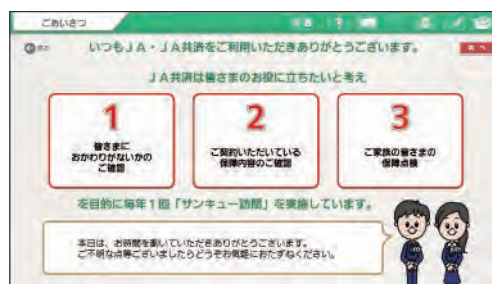 ごあいさつ
いつもJA・JA共済をご利用いただきありがとうございます。
JA共済は皆さまのお役に立ちたいと考え
1
皆さまに
おかわりがないかの
ご確認
2
ご契約いただいている
保障内容のご確認
3
ご家族の皆さまの
保障点検
を目的に毎年1回「サンキュー訪問」を実施しています。
本日は、お時間を割いていただきありがとうございます。
ご不明な点等ございましたらどうぞお気軽におたずねください。